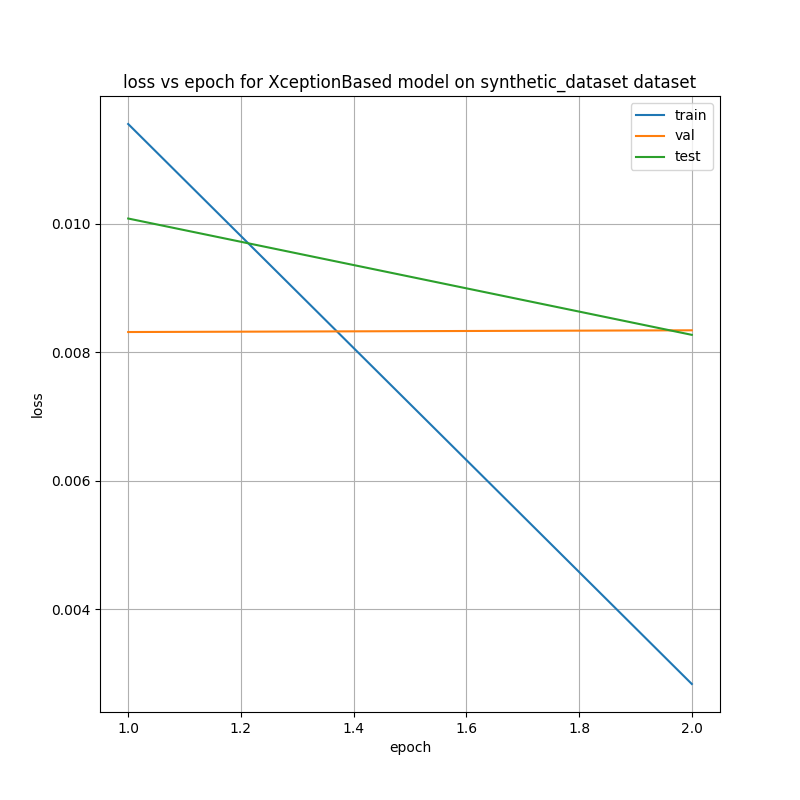 loss vs epoch for XceptionBased model on synthetic_dataset dataset
train
val
test
0.010
0.008
0.006
0.004
loss
1.0 1.2 1.4 1.6 1.8 2.0
epoch